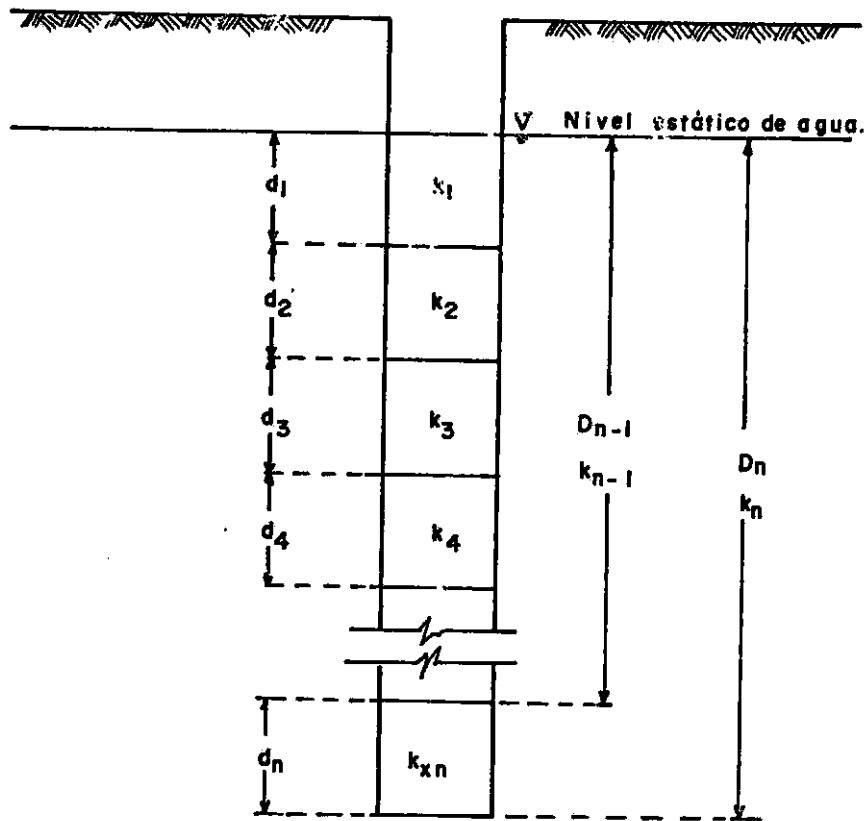 ∇ Nivel estático de agua.
d₁
k₁
d₂
k₂
d₃
k₃
Dₙ₋₁
kₙ₋₁
Dₙ
kₙ
d₄
k₄
dₙ
kₓₙ